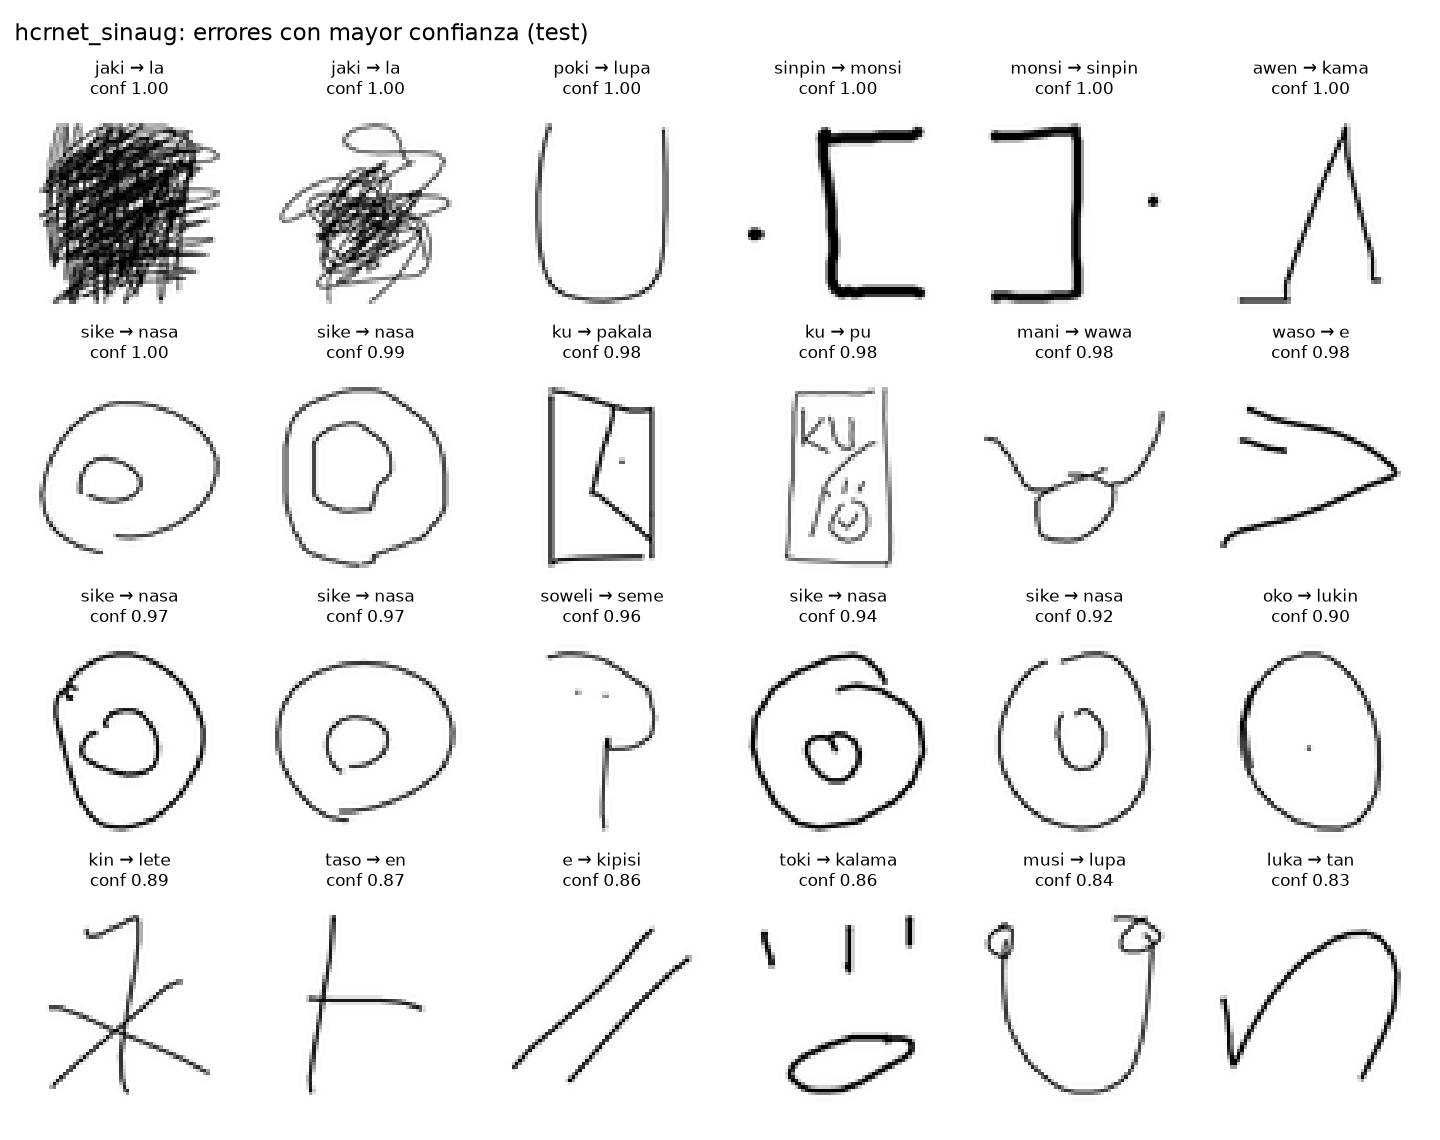 hcrnet_sinaug: errores con mayor confianza (test)
jaki → la
conf 1.00
jaki → la
conf 1.00
poki → lupa
conf 1.00
sinpin → monsi
conf 1.00
monsi → sinpin
conf 1.00
awen → kama
conf 1.00
sike → nasa
conf 1.00
sike → nasa
conf 0.99
ku → pakala
conf 0.98
ku → pu
conf 0.98
KU
mani → wawa
conf 0.98
waso → e
conf 0.98
sike → nasa
conf 0.97
sike → nasa
conf 0.97
soweli → seme
conf 0.96
sike → nasa
conf 0.94
sike → nasa
conf 0.92
oko → lukin
conf 0.90
kin → lete
conf 0.89
taso → en
conf 0.87
e → kipisi
conf 0.86
toki → kalama
conf 0.86
musi → lupa
conf 0.84
luka → tan
conf 0.83